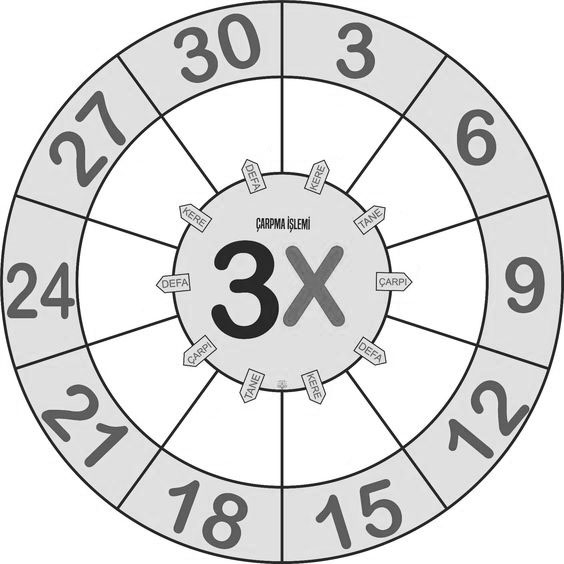 30
3
6
9
12
15
18
21
24
27
DEFA
KERE
TANE
ÇARPI
DEFA
KERE
TANE
ÇARPI
DEFA
KERE
ÇARPMA İŞLEMİ
3X